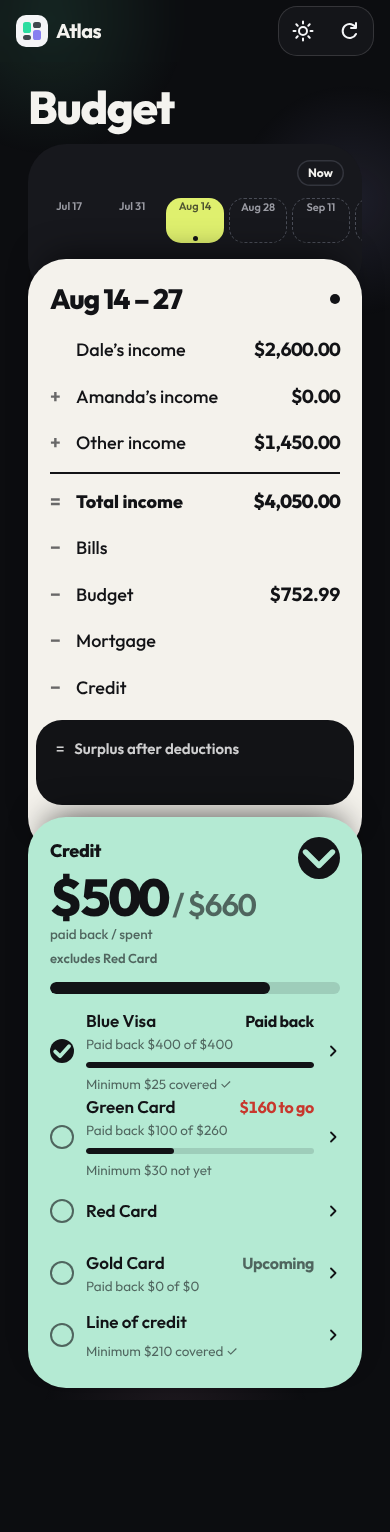 Atlas
Budget
Now
Jul 17 Jul 31 Aug 14 Aug 28 Sep 11
Aug 14 – 27
Dale’s income $2,600.00
+ Amanda’s income $0.00
+ Other income $1,450.00
= Total income $4,050.00
− Bills
− Budget $752.99
− Mortgage
− Credit
= Surplus after deductions
Credit
$500 / $660
paid back / spent
excludes Red Card
Blue Visa Paid back
Paid back $400 of $400
Minimum $25 covered ✓
Green Card $160 to go
Paid back $100 of $260
Minimum $30 not yet
Red Card
Gold Card Upcoming
Paid back $0 of $0
Line of credit
Minimum $210 covered ✓